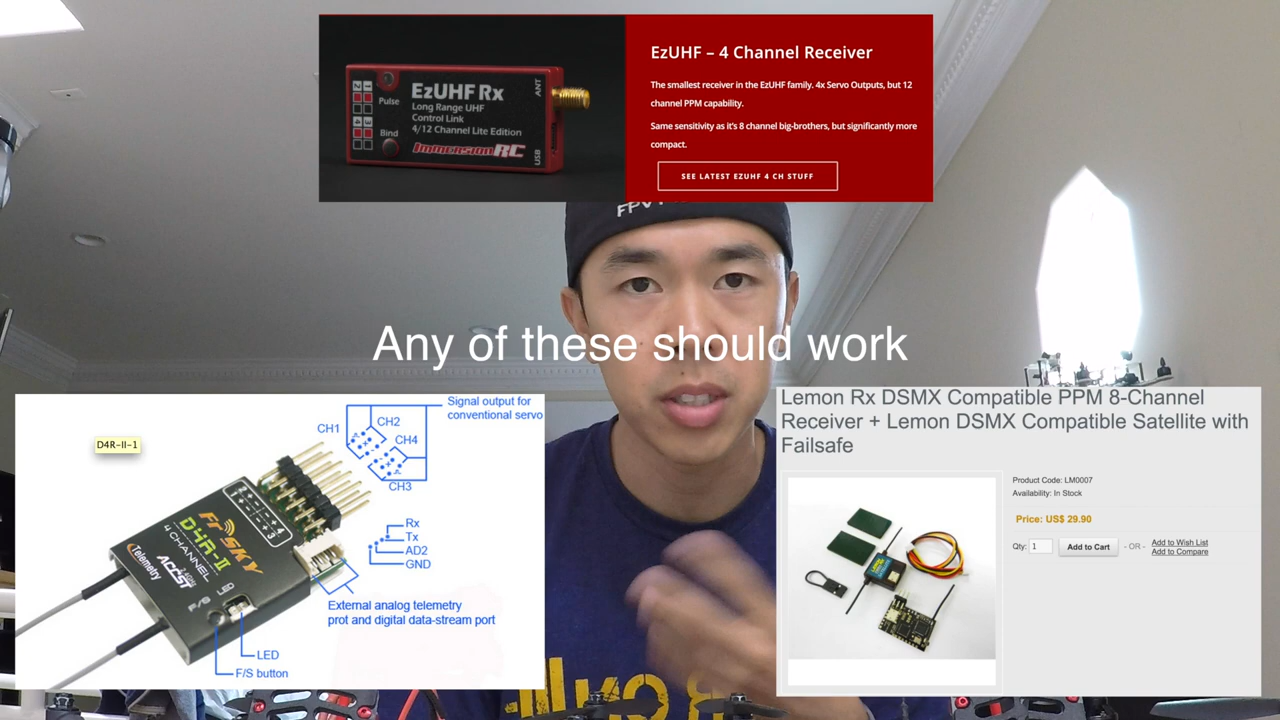 EzUHF – 4 Channel Receiver
The smallest receiver in the EzUHF family. 4x Servo Outputs, but 12
channel PPM capability.
Same sensitivity as it's 8 channel big-brothers, but significantly more
compact.
SEE LATEST EZUHF 4 CH STUFF
EzUHF Rx
Long Range UHF
Control Link
4/12 Channel Lite Edition
ImmersionRC
Pulse
Bind
ANT
USB
FPV
Any of these should work
D4R-II-1
Signal output for
conventional servo
CH1
CH2
CH4
CH3
FrSKY
D4R-II
4 CHANNEL
ACCST
Telemetry
F/S
LED
Rx
Tx
AD2
GND
External analog telemetry
prot and digital data-stream port
LED
F/S button
Lemon Rx DSMX Compatible PPM 8-Channel
Receiver + Lemon DSMX Compatible Satellite with
Failsafe
Product Code: LM0007
Availability: In Stock
Price: US$ 29.90
Qty: 1 Add to Cart - OR - Add to Wish List
Add to Compare